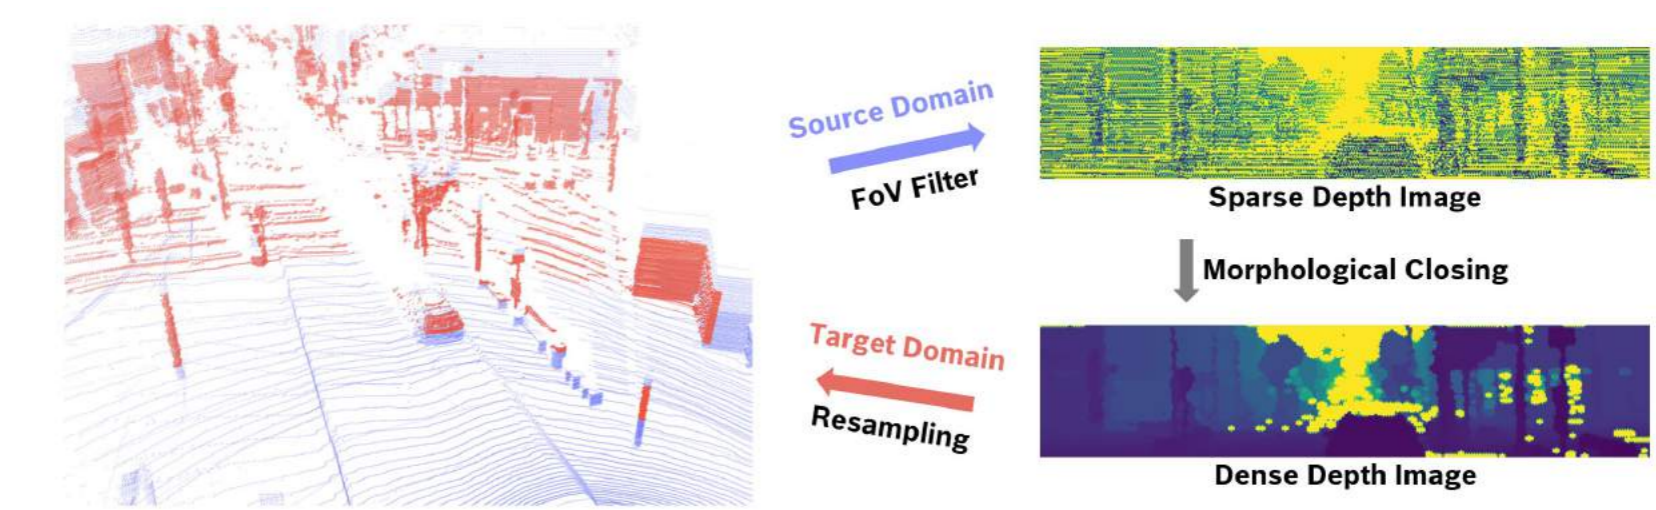 Source Domain
FoV Filter
Sparse Depth Image
Morphological Closing
Target Domain
Resampling
Dense Depth Image